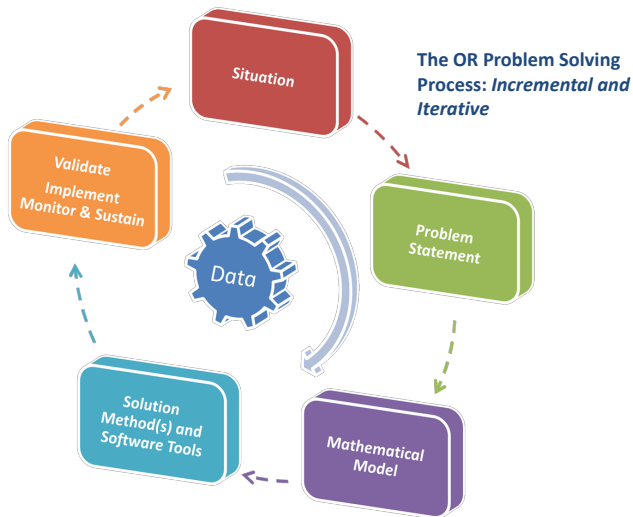 Situation
The OR Problem Solving
Process: Incremental and
Iterative
Validate
Implement
Monitor & Sustain
Problem
Statement
Data
Solution
Method(s) and
Software Tools
Mathematical
Model